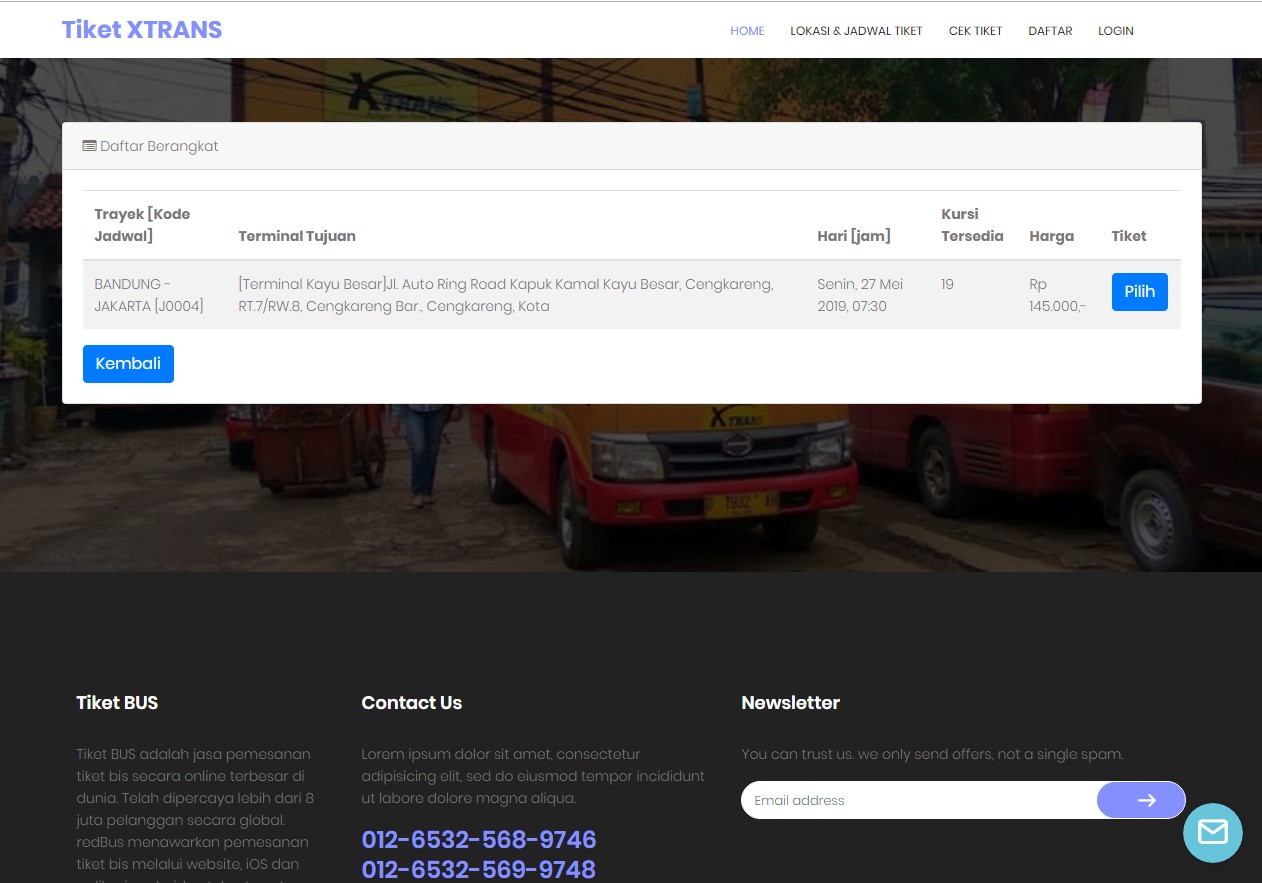 Tiket XTRANS
HOME LOKASI & JADWAL TIKET CEK TIKET DAFTAR LOGIN
XTRANS
Daftar Berangkat
Trayek [Kode Jadwal] Terminal Tujuan Hari [jam] Kursi Tersedia Harga Tiket
BANDUNG - Senin, 27 Mei 19 Rp Pilih
[Terminal Kayu Besar]Jl. Auto Ring Road Kapuk Kamal Kayu Besar, Cengkareng,
JAKARTA [J0004] RT.7/RW.8, Cengkareng Bar., Cengkareng, Kota 2019, 07:30 145.000,-
Kembali
XTRANS
D 7932 AH
Tiket BUS
Tiket BUS adalah jasa pemesanan
tiket bis secara online terbesar di
dunia. Telah dipercaya lebih dari 8
juta pelanggan secara global.
redBus menawarkan pemesanan
tiket bis melalui website, iOS dan
Contact Us
Lorem ipsum dolor sit amet, consectetur
adipisicing elit, sed do eiusmod tempor incididunt
ut labore dolore magna aliqua.
012-6532-568-9746
012-6532-569-9748
Newsletter
You can trust us. we only send offers, not a single spam.
Email address